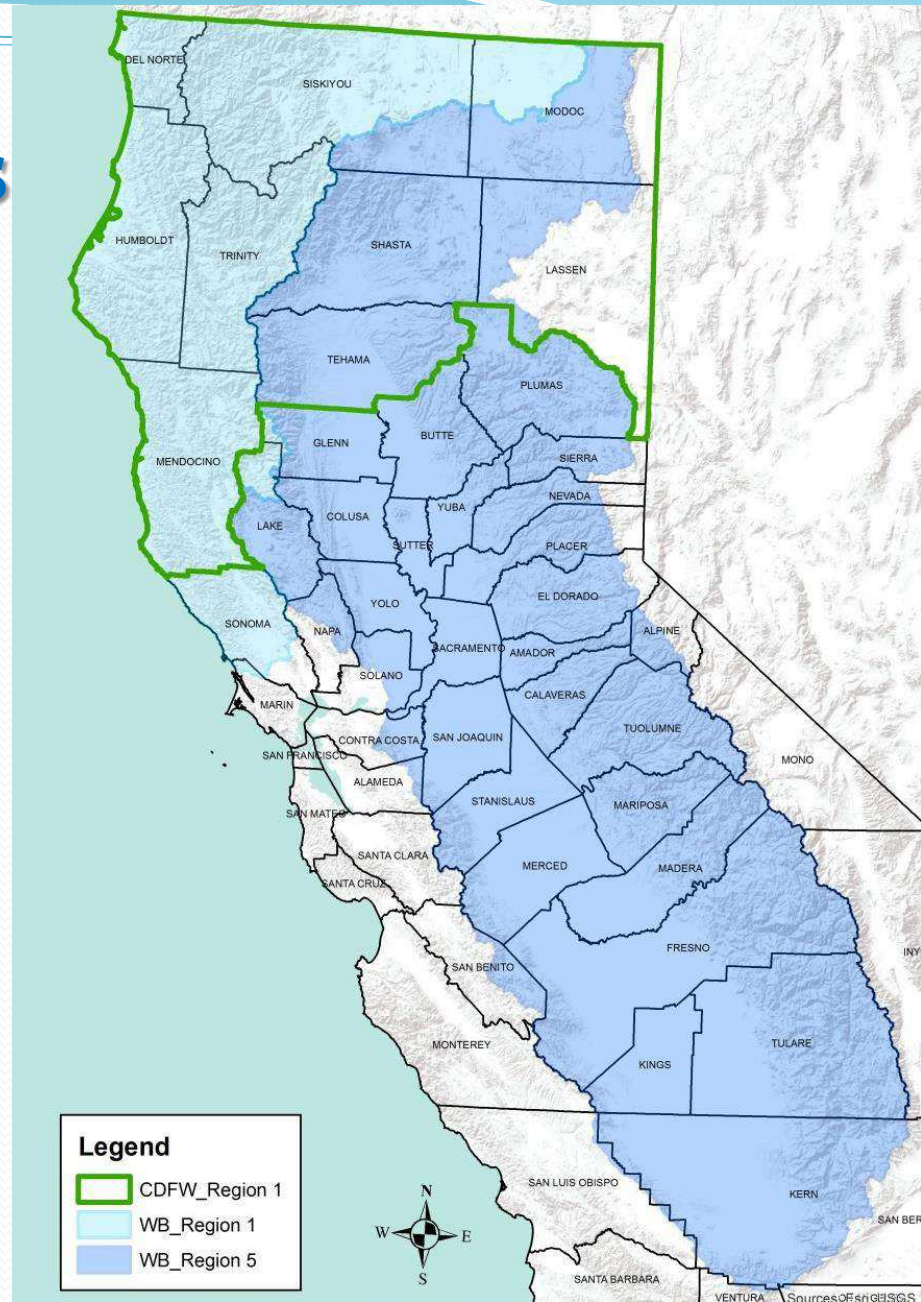 S
DEL NORTE
SISKIYOU
MODOC
HUMBOLDT
TRINITY
SHASTA
LASSEN
TEHAMA
PLUMAS
MENDOCINO
GLENN
BUTTE
SIERRA
LAKE
COLUSA
YUBA
NEVADA
SUTTER
PLACER
SONOMA
NAPA
YOLO
EL DORADO
SACRAMENTO
AMADOR
ALPINE
SOLANO
MARIN
CALAVERAS
SAN JOAQUIN
TUOLUMNE
CONTRA COSTA
SAN FRANCISCO
MONO
ALAMEDA
STANISLAUS
MARIPOSA
SAN MATEO
SANTA CLARA
MERCED
MADERA
SANTA CRUZ
FRESNO
INY
SAN BENITO
MONTEREY
TULARE
KINGS
Legend
CDFW_Region 1
WB_Region 1
WB_Region 5
N
W
E
S
SAN LUIS OBISPO
KERN
SAN BER
SANTA BARBARA
VENTURA